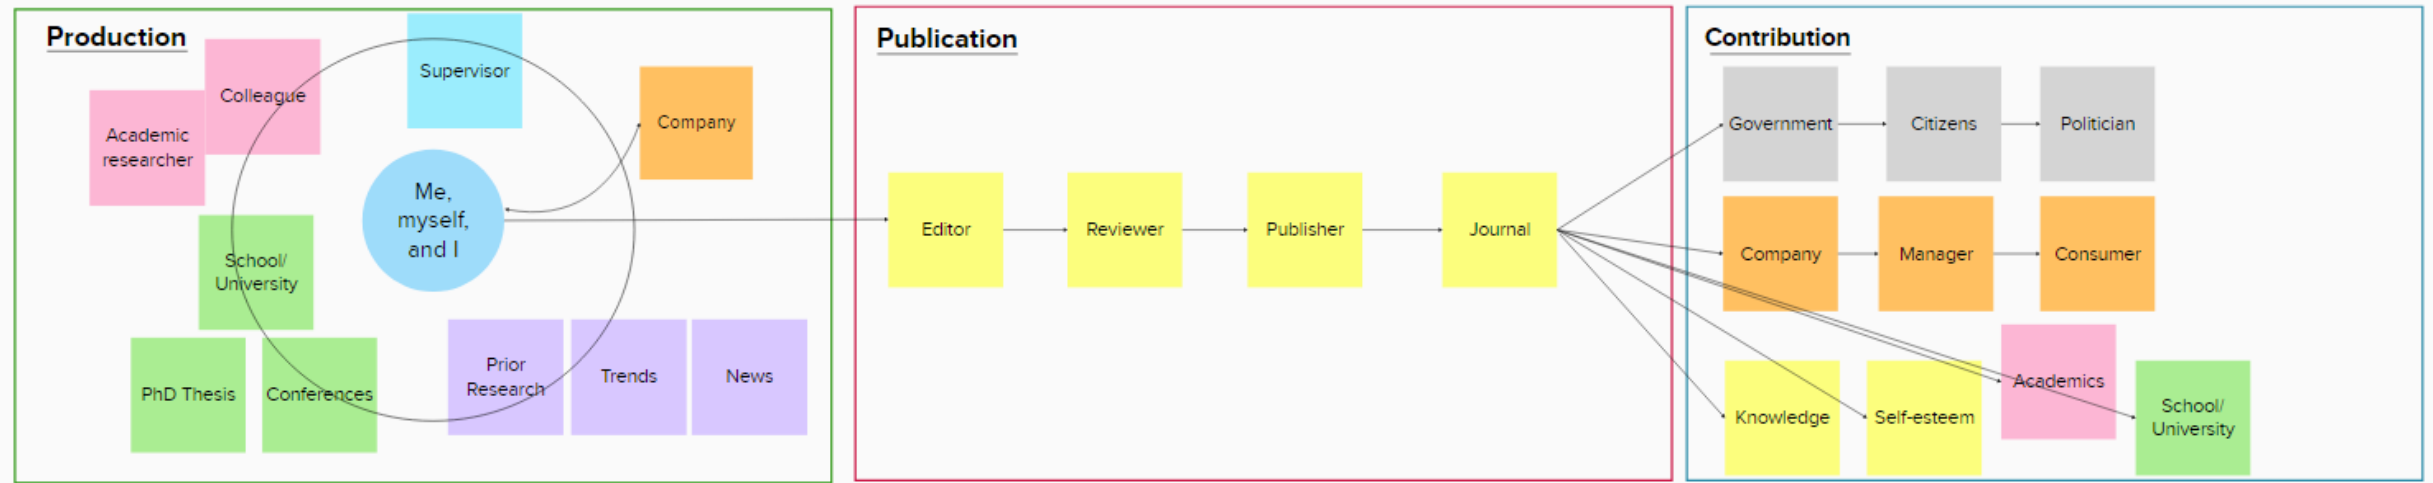 Production
Supervisor
Colleague
Company
Academic
researcher
Me,
myself,
and I
School/
University
PhD Thesis
Conferences
Prior
Research
Trends
News
Publication
Editor
Reviewer
Publisher
Journal
Contribution
Government
Citizens
Politician
Company
Manager
Consumer
Knowledge
Self-esteem
Academics
School/
University